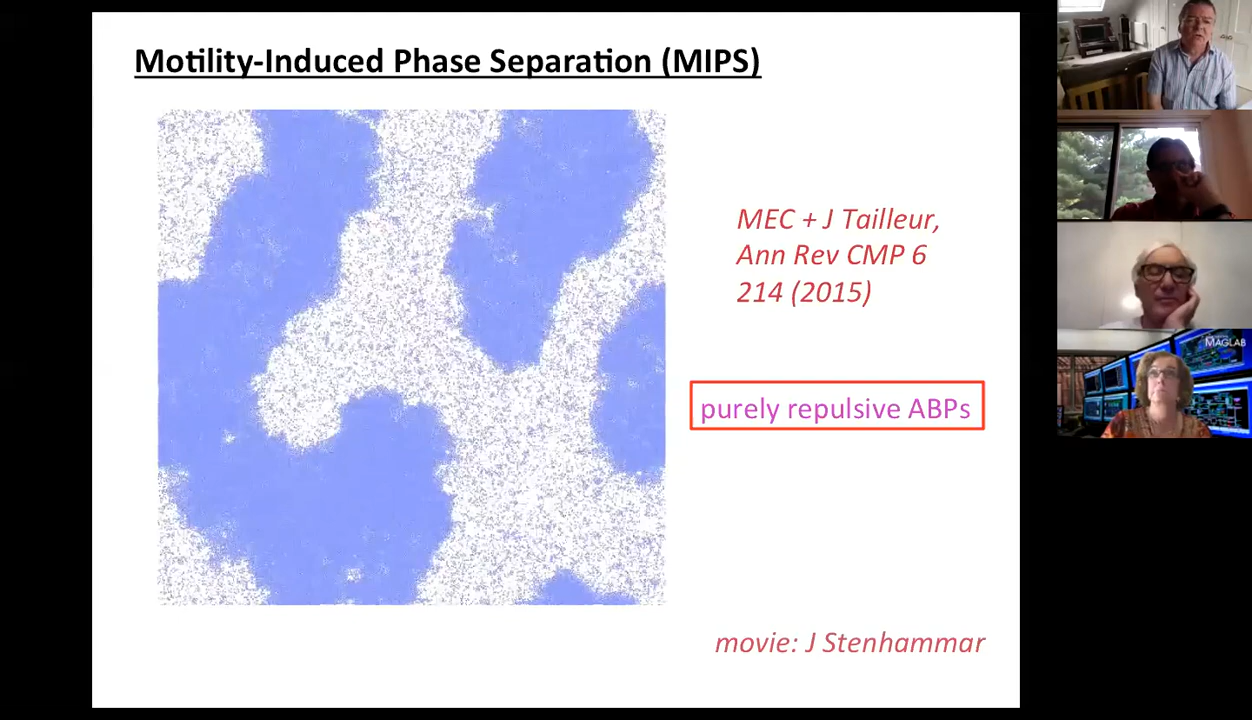 Motility-Induced Phase Separation (MIPS)
MEC + J Tailleur,
Ann Rev CMP 6
214 (2015)
purely repulsive ABPs
movie: J Stenhammar
MAGLAB